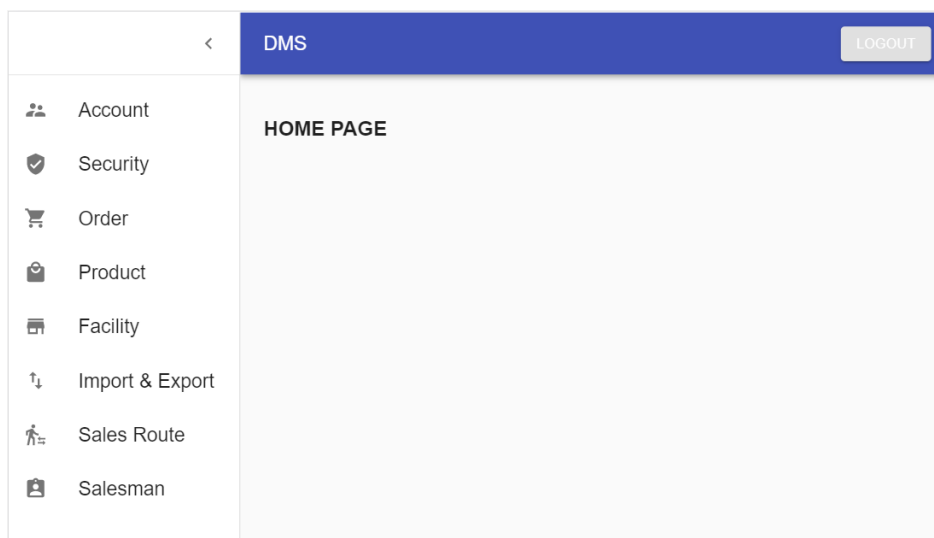 DMS
LOGOUT
Account
Security
Order
Product
Facility
Import & Export
Sales Route
Salesman
HOME PAGE